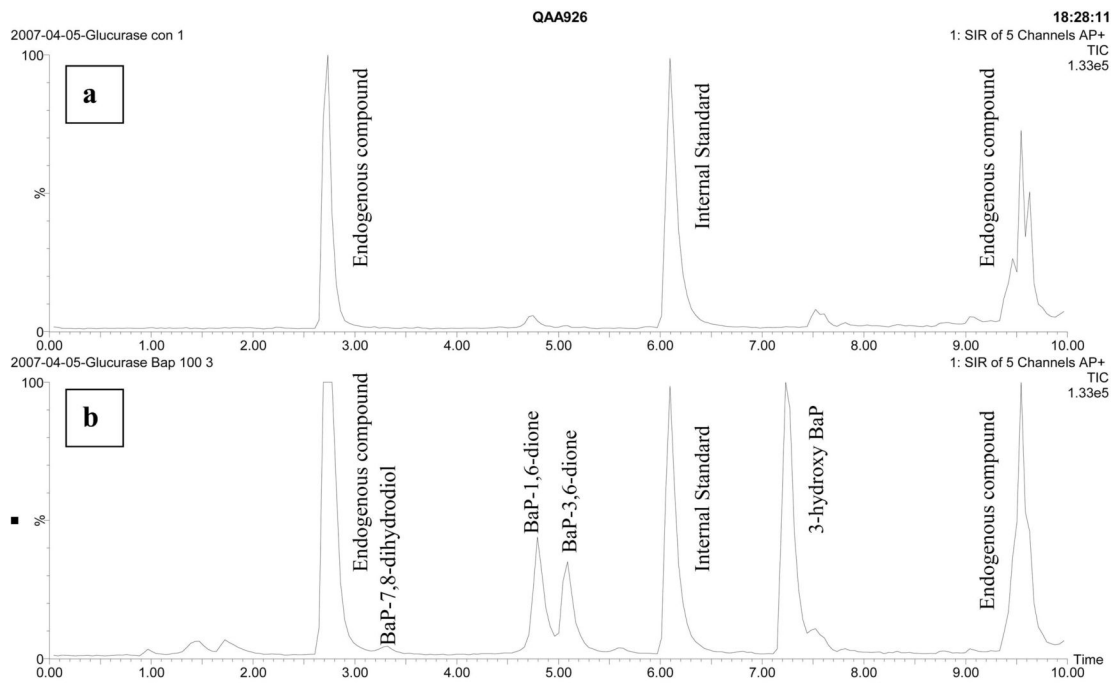 QAA926
18:28:11
2007-04-05-Glucurase con 1
1: SIR of 5 Channels AP+
TIC
1.33e5
100
a
Endogenous compound
Internal Standard
Endogenous compound
%
0
0.00 1.00 2.00 3.00 4.00 5.00 6.00 7.00 8.00 9.00 10.00
2007-04-05-Glucurase Bap 100 3
1: SIR of 5 Channels AP+
TIC
1.33e5
100
b
Endogenous compound
BaP-7,8-dihydrodiol
BaP-1,6-dione
BaP-3,6-dione
Internal Standard
3-hydroxy BaP
Endogenous compound
%
0
Time
0.00 1.00 2.00 3.00 4.00 5.00 6.00 7.00 8.00 9.00 10.00